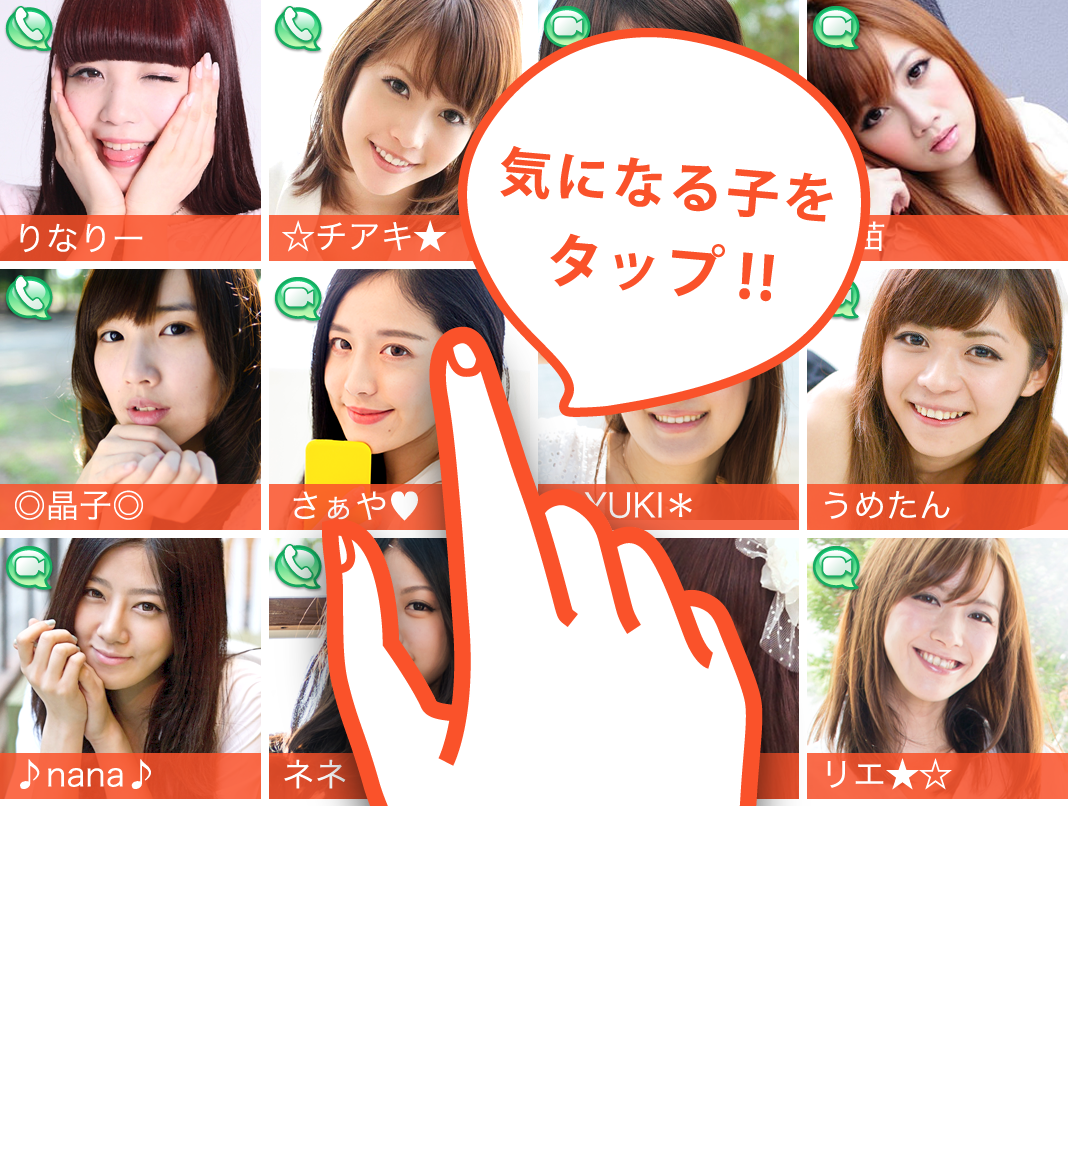 気になる子を
タップ!!
りなりー
☆チアキ★
苗
◎晶子◎
さぁや♥
YUKI＊
うめたん
♪nana♪
ネネ
リエ★☆